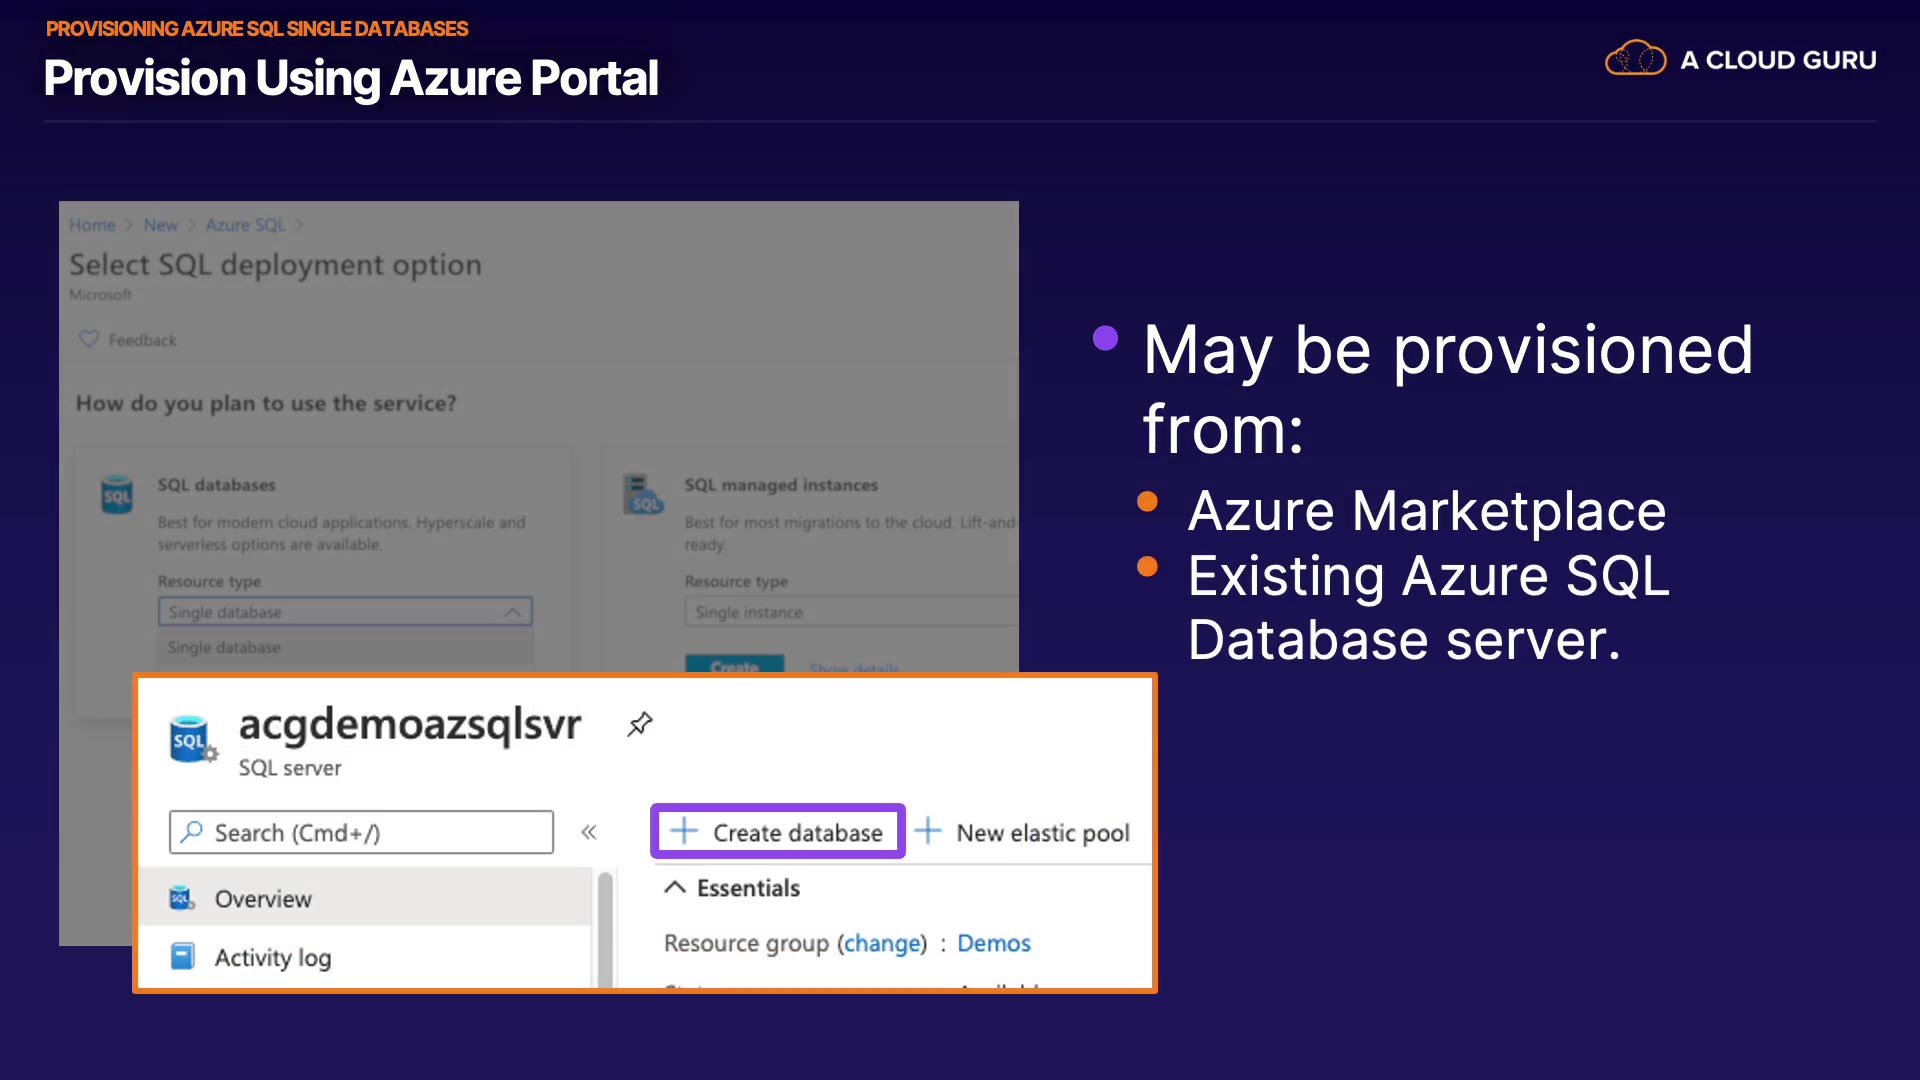 PROVISIONING AZURE SQL SINGLE DATABASES
Provision Using Azure Portal
A CLOUD GURU
Home > New > Azure SQL >
Select SQL deployment option
Microsoft
Feedback
How do you plan to use the service?
SQL
SQL databases
Best for modern cloud applications. Hyperscale and
serverless options are available.
Resource type
Single database
Single database
SQL
SQL managed instances
Best for most migrations to the cloud. Lift-and-
ready.
Resource type
Single instance
Create
Show details
• May be provisioned
from:
• Azure Marketplace
• Existing Azure SQL
Database server.
SQL
acgdemoazsqlsvr
SQL server
Search (Cmd+/)
«
+ Create database
+ New elastic pool
SQL
Overview
Activity log
Essentials
Resource group (change) : Demos